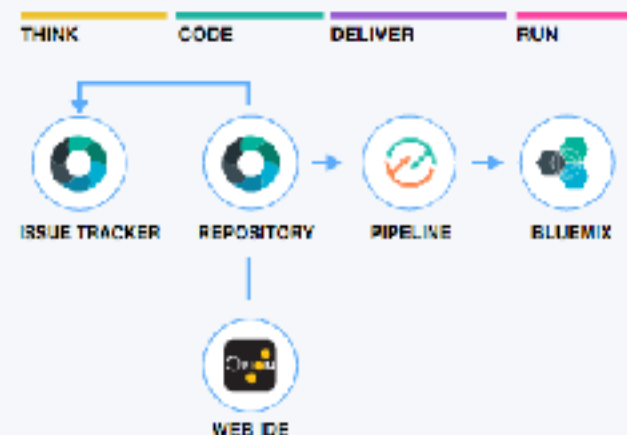 THINK CODE DELIVER RUN
ISSUE TRACKER REPOSITORY PIPELINE BLUEMIX
WEB IDE